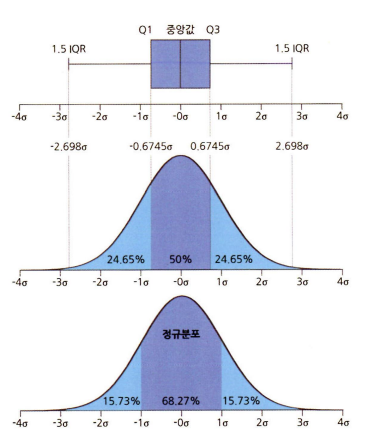 Q1 중앙값 Q3
1.5 IQR 1.5 IQR
-4σ -3σ -2σ -1σ -0σ 1σ 2σ 3σ 4σ
-2.698σ -0.6745σ 0.6745σ 2.698σ
24.65% 50% 24.65%
-4σ -3σ -2σ -1σ -0σ 1σ 2σ 3σ 4σ
정규분포
15.73% 68.27% 15.73%
-4σ -3σ -2σ -1σ -0σ 1σ 2σ 3σ 4σ